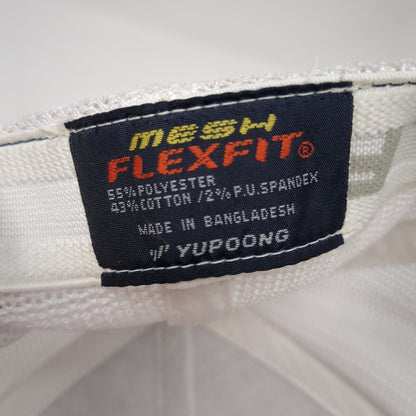 mesh
FLEXFIT®
55% POLYESTER
43% COTTON / 2% P.U. SPANDEX
MADE IN BANGLADESH
YUPOONG